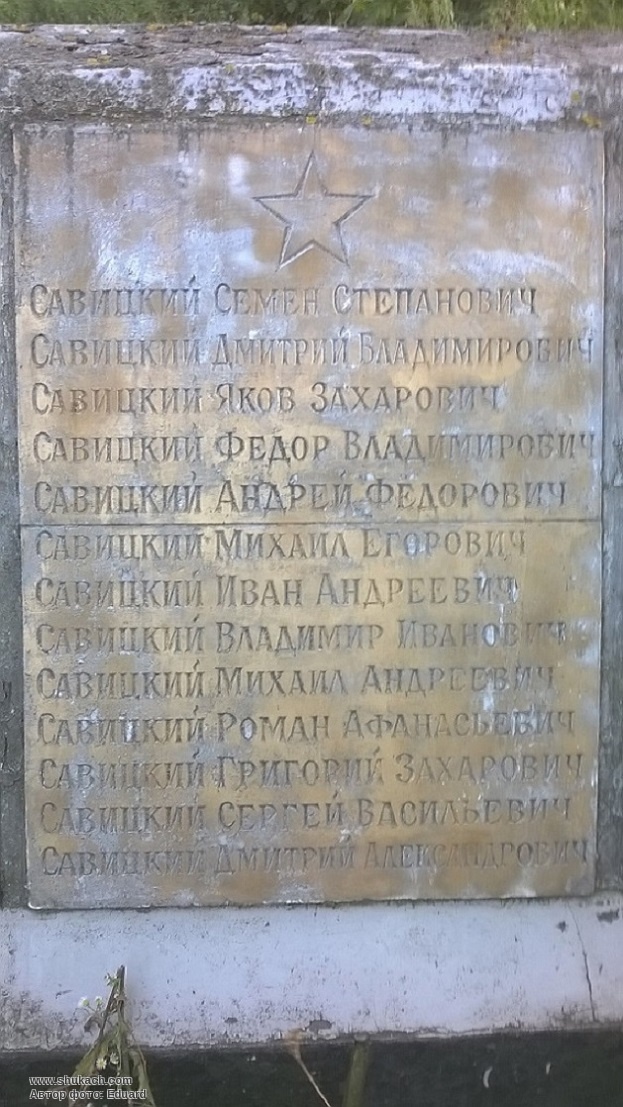 САВИЦКИЙ СЕМЕН СТЕПАНОВИЧ
САВИЦКИЙ ДМИТРИЙ ВЛАДИМИРОВИЧ
САВИЦКИЙ ЯКОВ ЗАХАРОВИЧ
САВИЦКИЙ ФЕДОР ВЛАДИМИРОВИЧ
САВИЦКИЙ АНДРЕЙ ФЕДОРОВИЧ
САВИЦКИЙ МИХАИЛ ЕГОРОВИЧ
САВИЦКИЙ ИВАН АНДРЕЕВИЧ
САВИЦКИЙ ВЛАДИМИР ИВАНОВИЧ
САВИЦКИЙ МИХАИЛ АНДРЕЕВИЧ
САВИЦКИЙ РОМАН АФАНАСЬЕВИЧ
САВИЦКИЙ ГРИГОРИЙ ЗАХАРОВИЧ
САВИЦКИЙ СЕРГЕЙ ВАСИЛЬЕВИЧ
САВИЦКИЙ ДМИТРИЙ АЛЕКСАНДРОВИЧ
www.shukach.com
Автор фото: Eduard